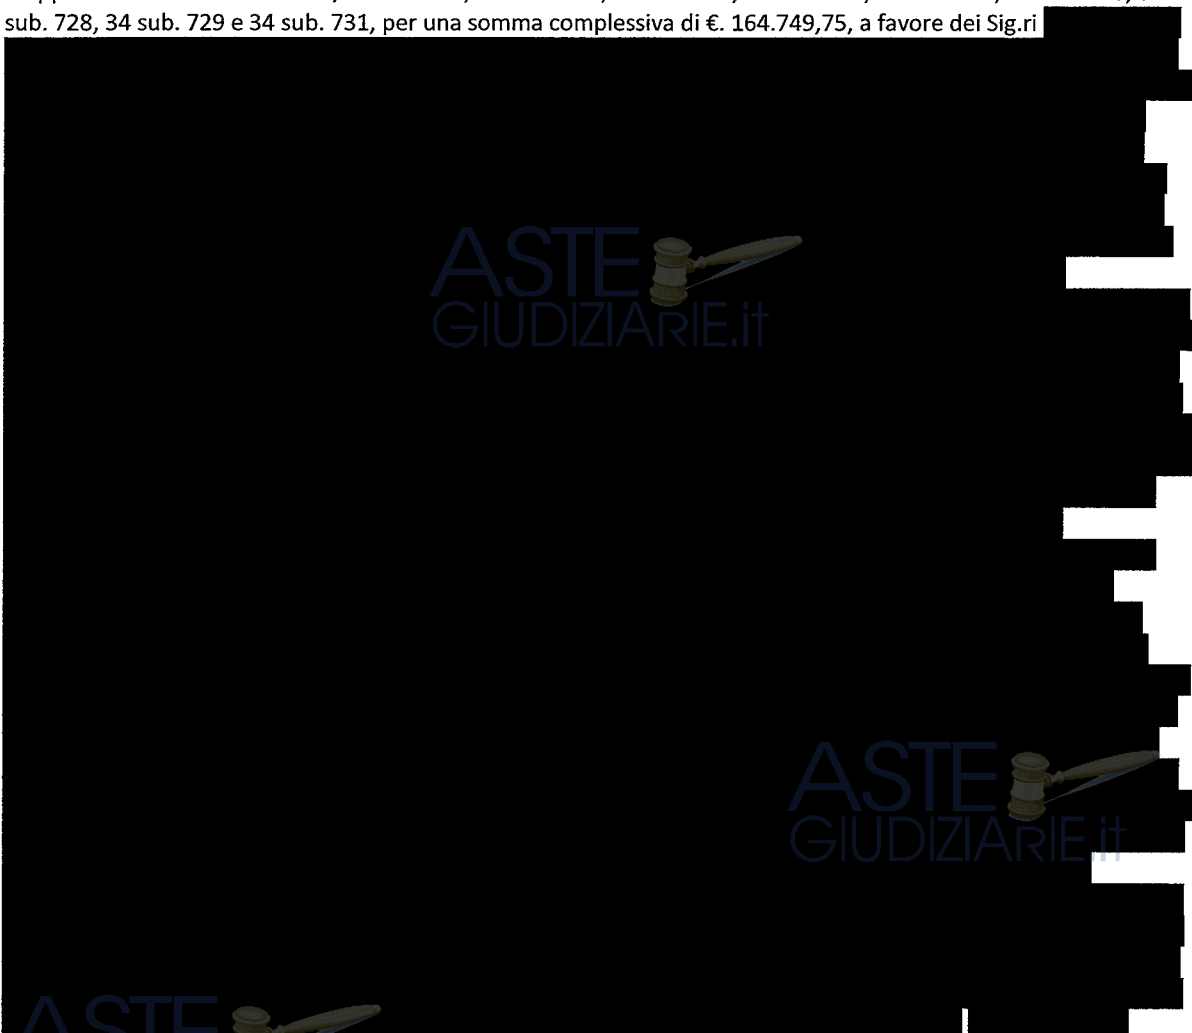 sub. 728, 34 sub. 729 e 34 sub. 731, per una somma complessiva di €. 164.749,75, a favore dei Sig.ri
ASTE
GIUDIZIARIE.it
ASTE
GIUDIZIARIE.it
ASTE